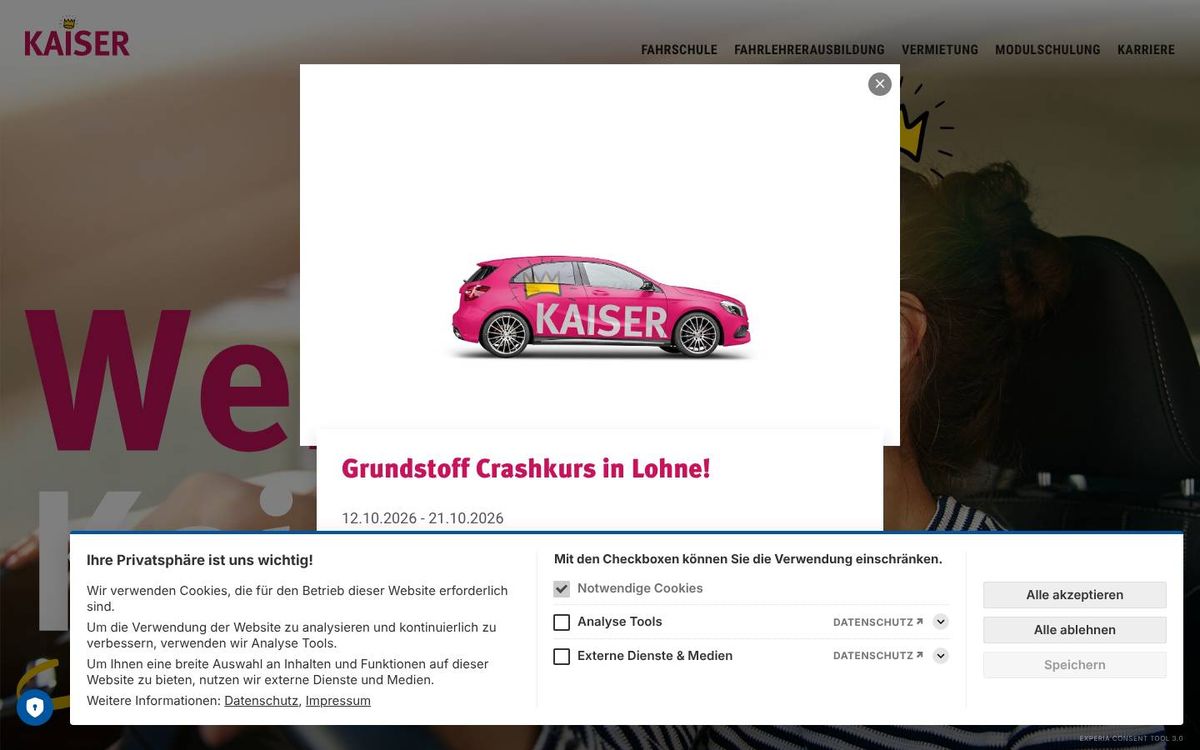 KAISER
FAHRSCHULE FAHRLEHRERAUSBILDUNG VERMIETUNG MODULSCHULUNG KARRIERE
We
KAISER
Grundstoff Crashkurs in Lohne!
12.10.2026 - 21.10.2026
Ihre Privatsphäre ist uns wichtig!
Wir verwenden Cookies, die für den Betrieb dieser Website erforderlich
sind.
Um die Verwendung der Website zu analysieren und kontinuierlich zu
verbessern, verwenden wir Analyse Tools.
Um Ihnen eine breite Auswahl an Inhalten und Funktionen auf dieser
Website zu bieten, nutzen wir externe Dienste und Medien.
Weitere Informationen: Datenschutz, Impressum
Mit den Checkboxen können Sie die Verwendung einschränken.
Notwendige Cookies
Analyse Tools DATENSCHUTZ
Externe Dienste & Medien DATENSCHUTZ
Alle akzeptieren
Alle ablehnen
Speichern
EXPERIA CONSENT TOOL 3.0